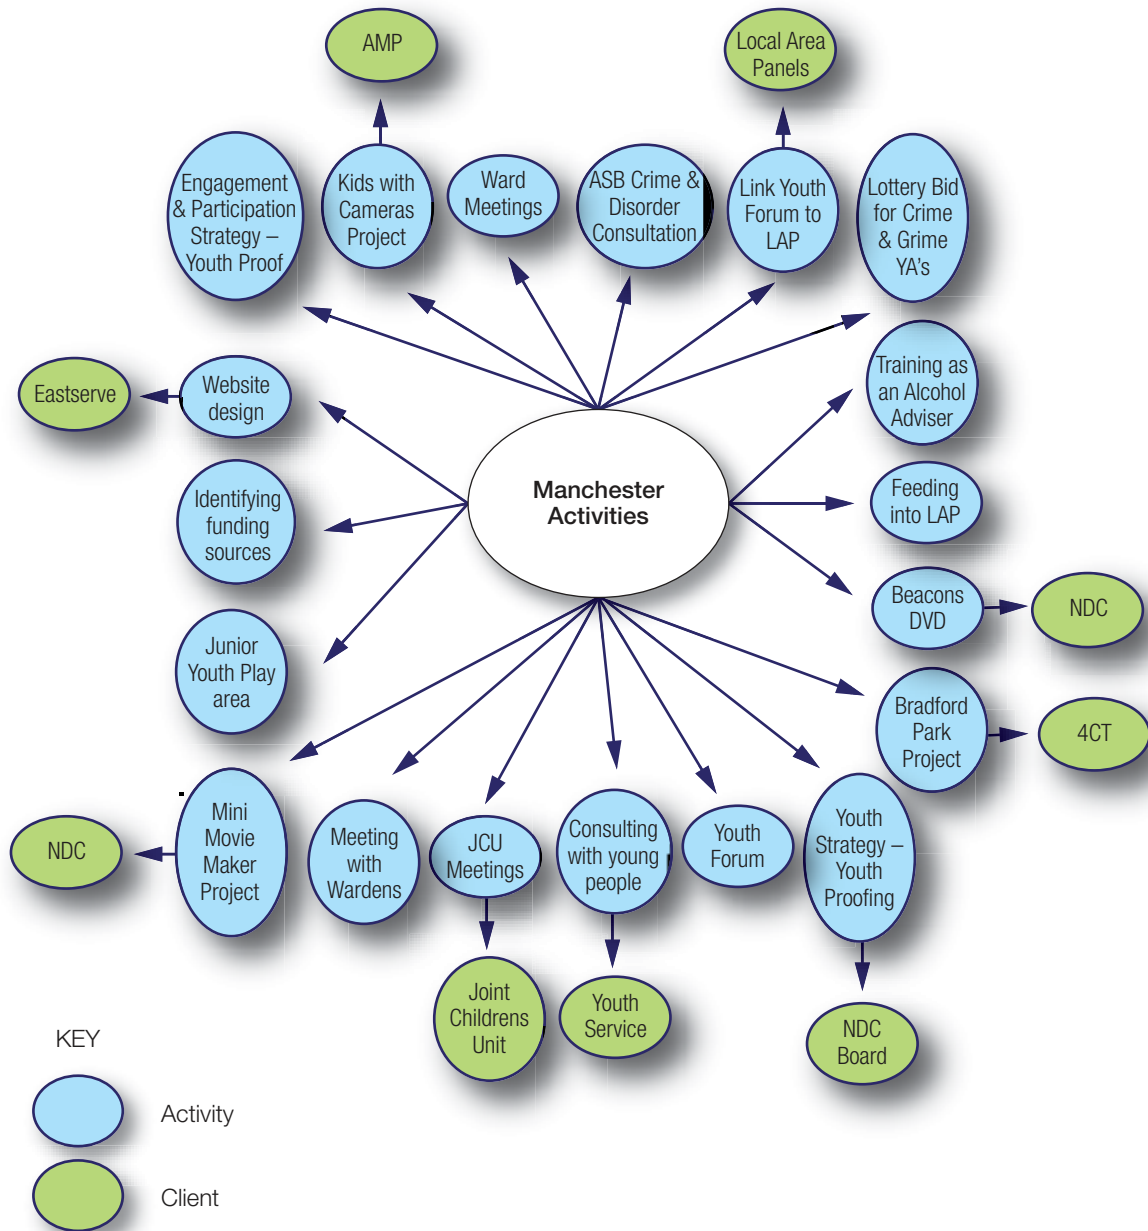 AMP
Local Area
Panels
Engagement
& Participation
Strategy –
Youth Proof
Kids with
Cameras
Project
Ward
Meetings
ASB Crime &
Disorder
Consultation
Link Youth
Forum to
LAP
Lottery Bid
for Crime
& Grime
YA's
Eastserve
Website
design
Training as
an Alcohol
Adviser
Identifying
funding
sources
Manchester
Activities
Feeding
into LAP
Junior
Youth Play
area
Beacons
DVD
NDC
Bradford
Park
Project
4CT
NDC
Mini
Movie
Maker
Project
Meeting
with
Wardens
JCU
Meetings
Consulting
with young
people
Youth
Forum
Youth
Strategy –
Youth
Proofing
Joint
Childrens
Unit
Youth
Service
NDC
Board
KEY
Activity
Client